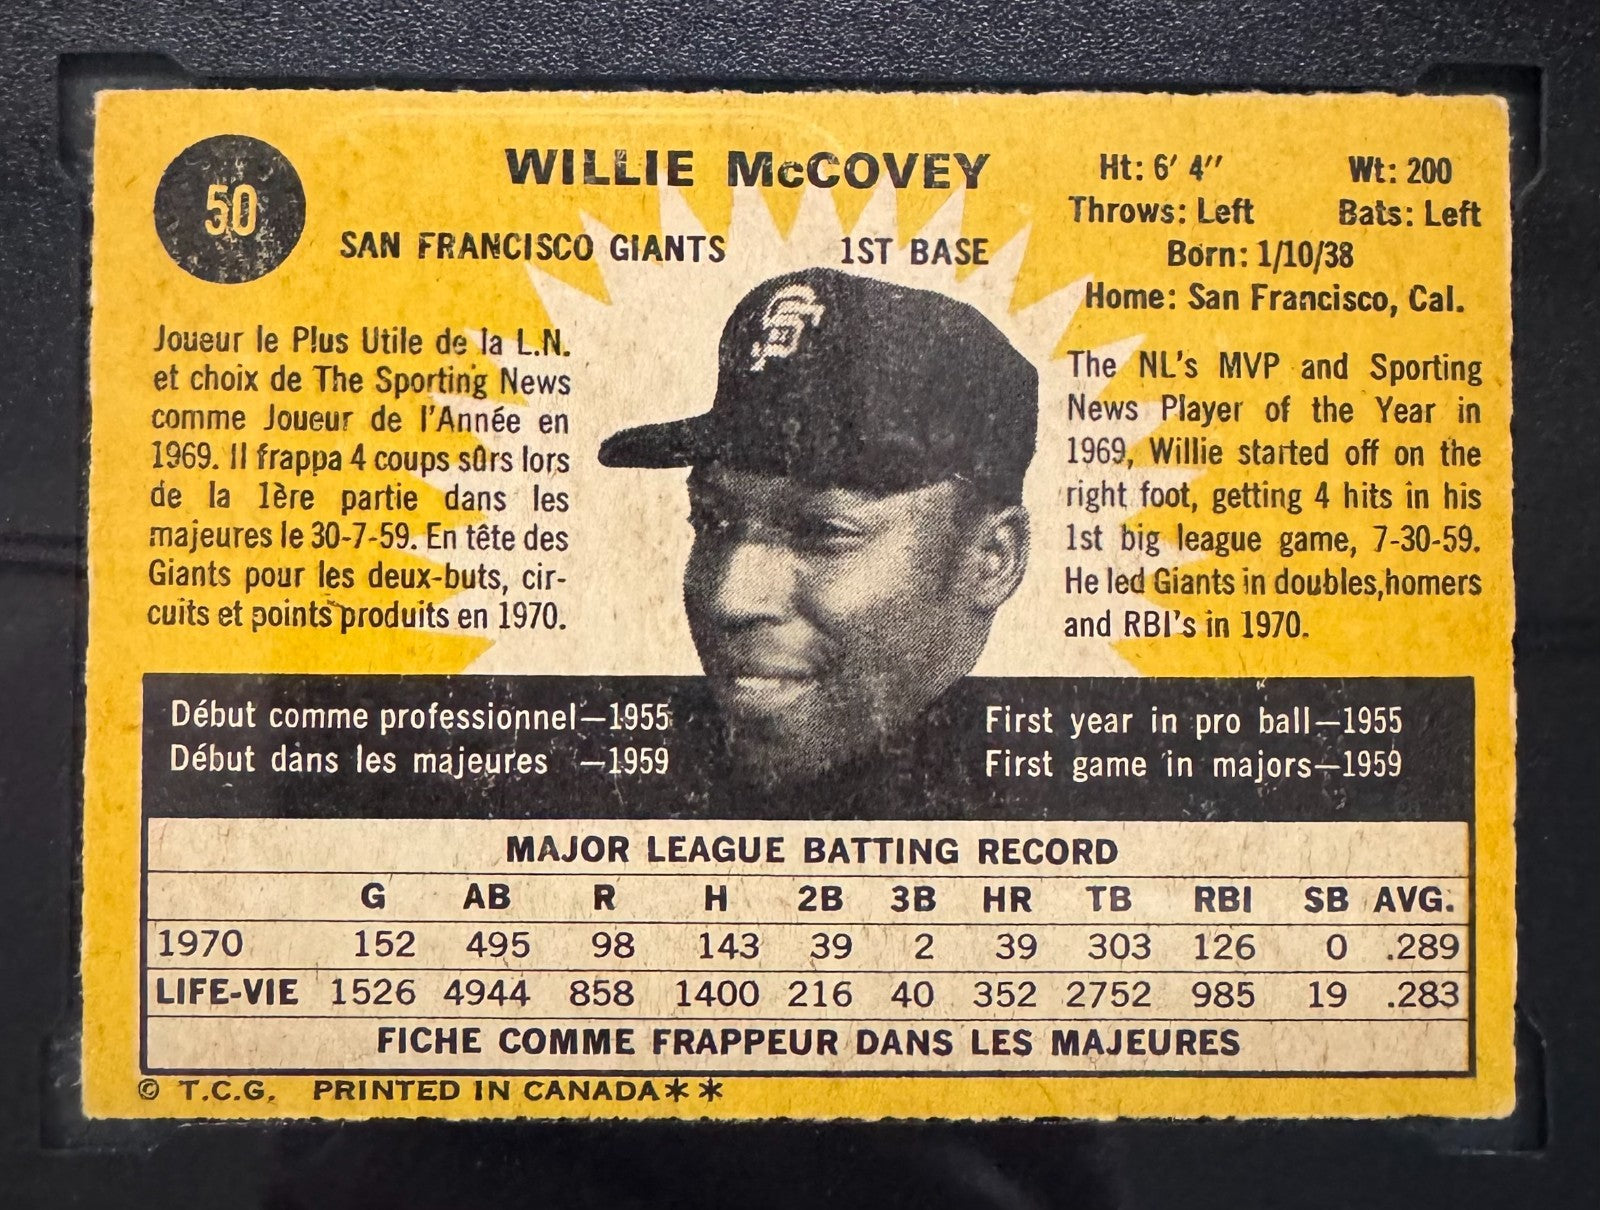 50
WILLIE McCOVEY
SAN FRANCISCO GIANTS 1ST BASE
Ht: 6' 4" Wt: 200
Throws: Left Bats: Left
Born: 1/10/38
Home: San Francisco, Cal.
Joueur le Plus Utile de la L.N.
et choix de The Sporting News
comme Joueur de l'Année en
1969. Il frappa 4 coups sûrs lors
de la 1ère partie dans les
majeures le 30-7-59. En tête des
Giants pour les deux-buts, cir-
cuits et points produits en 1970.
SF
The NL's MVP and Sporting
News Player of the Year in
1969, Willie started off on the
right foot, getting 4 hits in his
1st big league game, 7-30-59.
He led Giants in doubles,homers
and RBI's in 1970.
Début comme professionnel—1955
Début dans les majeures —1959
First year in pro ball—1955
First game in majors—1959
MAJOR LEAGUE BATTING RECORD
G AB R H 2B 3B HR TB RBI SB AVG.
1970 152 495 98 143 39 2 39 303 126 0 .289
LIFE-VIE 1526 4944 858 1400 216 40 352 2752 985 19 .283
FICHE COMME FRAPPEUR DANS LES MAJEURES
© T.C.G. PRINTED IN CANADA**